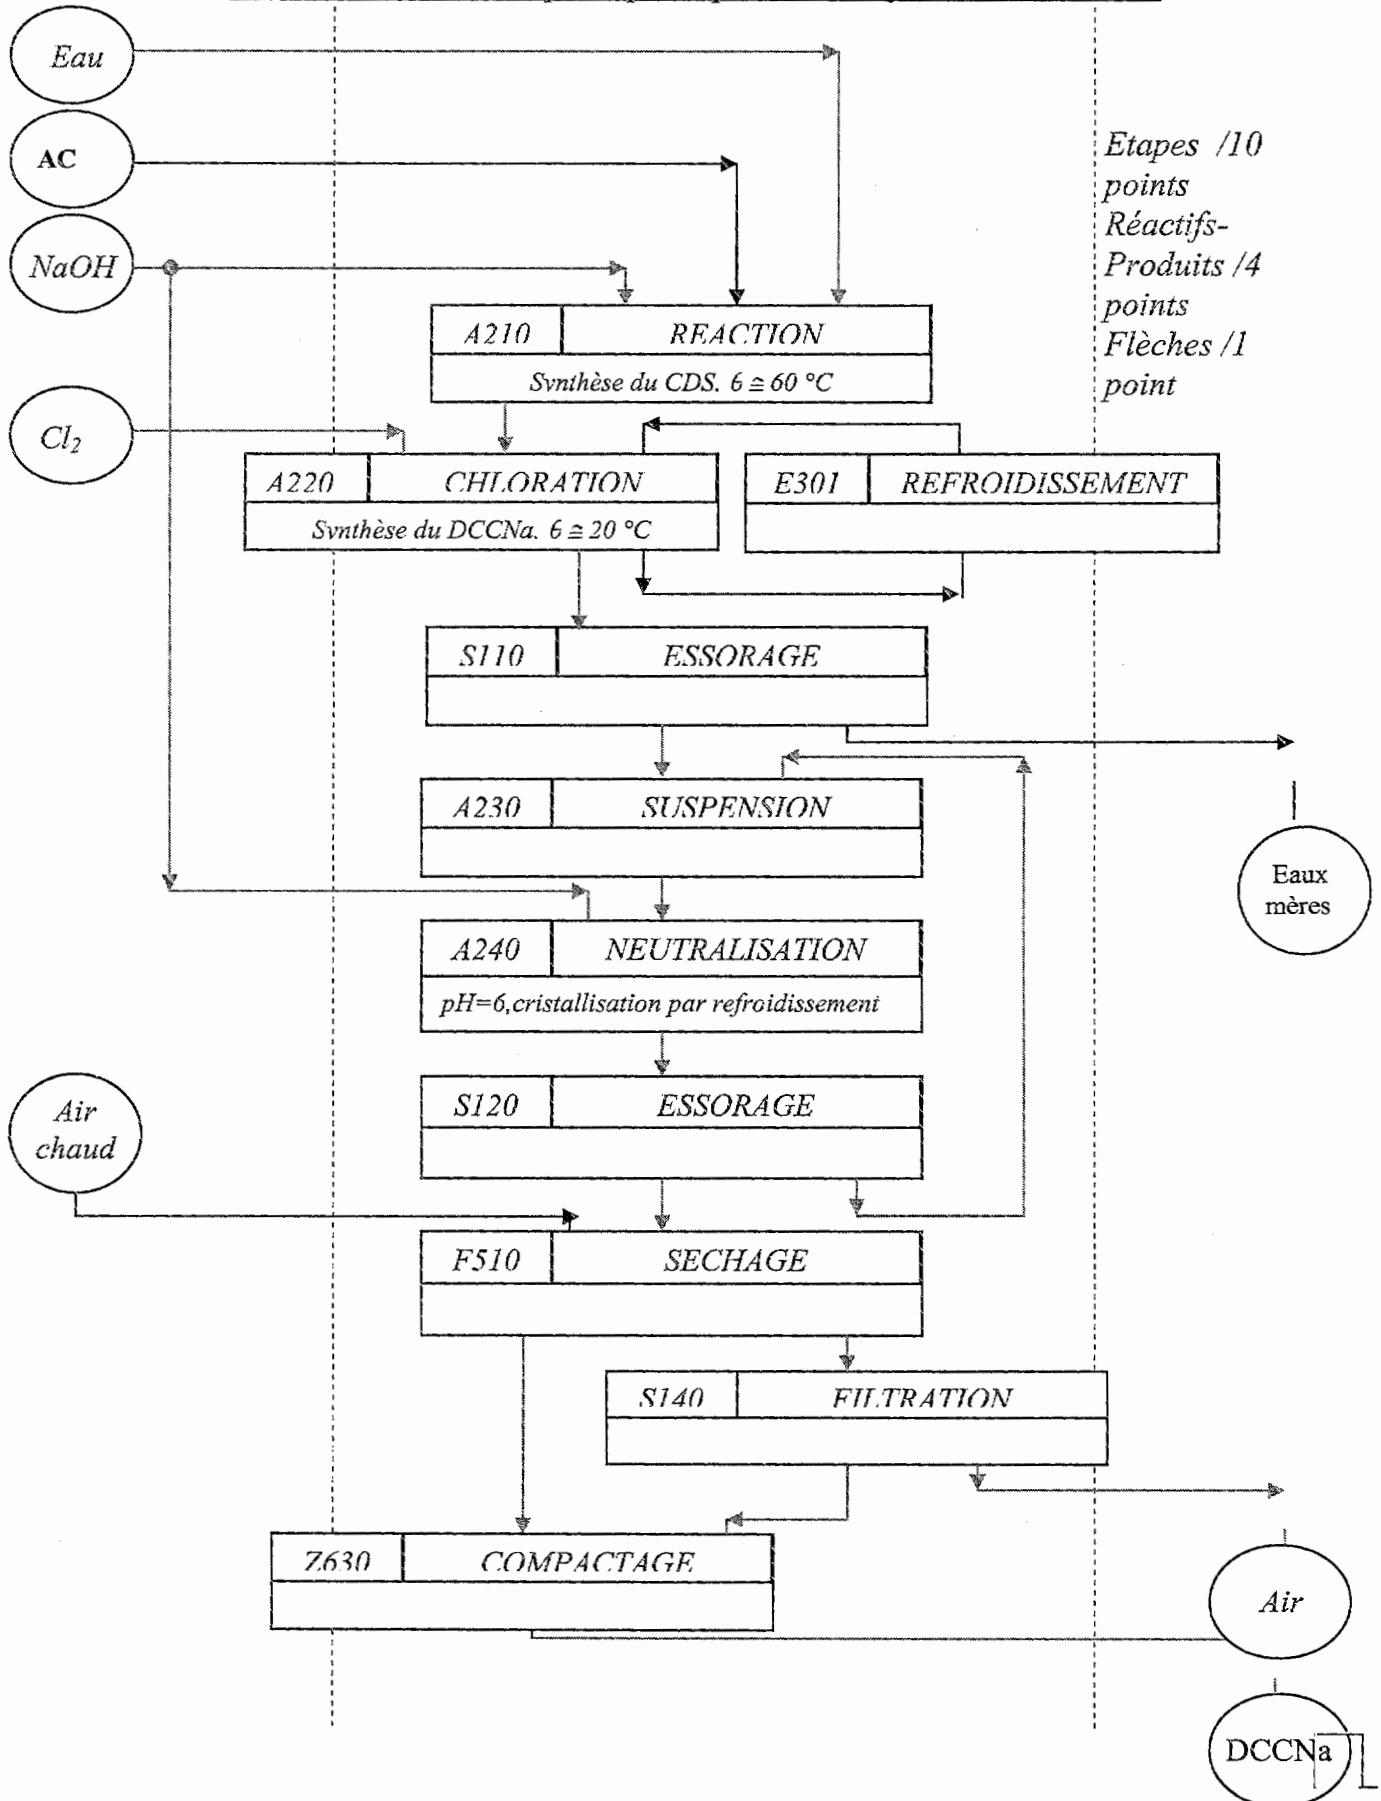 Eau
AC
Etapes /10
points
Réactifs-
Produits /4
points
Flèches /1
point
NaOH
A210 REACTION
Synthèse du CDS. 6 ≅ 60 °C
Cl₂
A220 CHLORATION
E301 REFROIDISSEMENT
Synthèse du DCCNa. 6 ≅ 20 °C
S110 ESSORAGE
A230 SUSPENSION
Eaux
mères
A240 NEUTRALISATION
pH=6,cristallisation par refroidissement
Air
chaud
S120 ESSORAGE
F510 SECHAGE
S140 FILTRATION
Z630 COMPACTAGE
Air
DCCNa